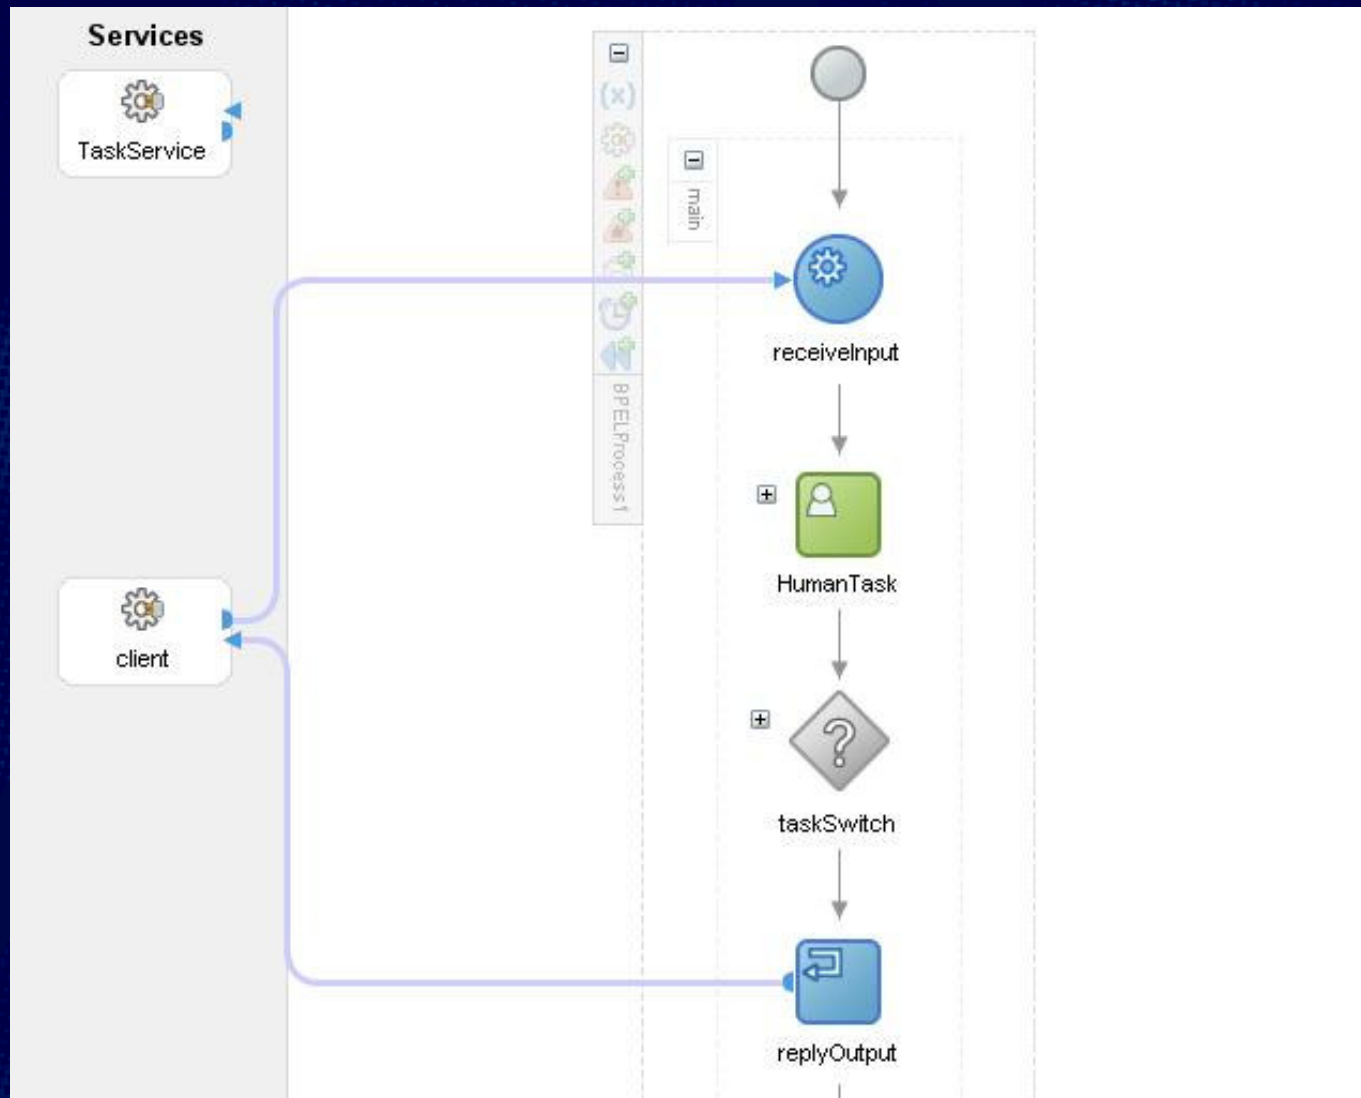 Services
TaskService
client
(x)
BPELProcess1
main
receiveInput
HumanTask
?
taskSwitch
replyOutput